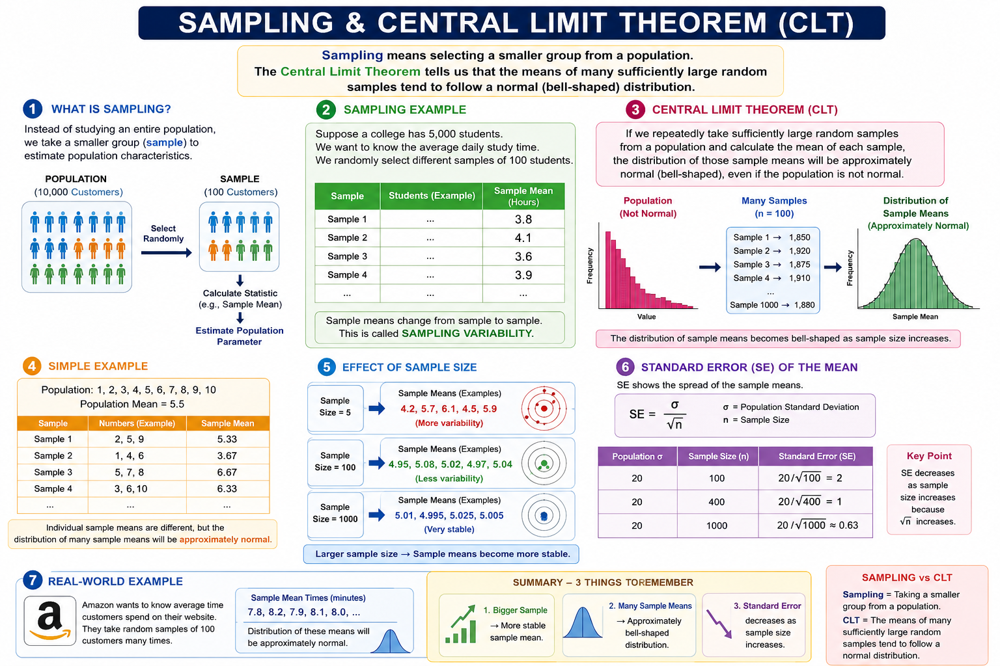 SAMPLING & CENTRAL LIMIT THEOREM (CLT)
Sampling means selecting a smaller group from a population.
The Central Limit Theorem tells us that the means of many sufficiently large random
samples tend to follow a normal (bell-shaped) distribution.
1 WHAT IS SAMPLING?
Instead of studying an entire population,
we take a smaller group (sample) to
estimate population characteristics.
POPULATION
(10,000 Customers)
Select
Randomly
SAMPLE
(100 Customers)
Calculate Statistic
(e.g., Sample Mean)
Estimate Population
Parameter
2 SAMPLING EXAMPLE
Suppose a college has 5,000 students.
We want to know the average daily study time.
We randomly select different samples of 100 students.
Sample Students (Example) Sample Mean
(Hours)
Sample 1 ... 3.8
Sample 2 ... 4.1
Sample 3 ... 3.6
Sample 4 ... 3.9
... ... ...
Sample means change from sample to sample.
This is called SAMPLING VARIABILITY.
3 CENTRAL LIMIT THEOREM (CLT)
If we repeatedly take sufficiently large random samples
from a population and calculate the mean of each sample,
the distribution of those sample means will be approximately
normal (bell-shaped), even if the population is not normal.
Population
(Not Normal)
Frequency
Value
Many Samples
(n = 100)
Sample 1 → 1,850
Sample 2 → 1,920
Sample 3 → 1,875
Sample 4 → 1,910
...
Sample 1000 → 1,880
Distribution of
Sample Means
(Approximately Normal)
Frequency
Sample Mean
The distribution of sample means becomes bell-shaped as sample size increases.
4 SIMPLE EXAMPLE
Population: 1, 2, 3, 4, 5, 6, 7, 8, 9, 10
Population Mean = 5.5
Sample Numbers (Example) Sample Mean
Sample 1 2, 5, 9 5.33
Sample 2 1, 4, 6 3.67
Sample 3 5, 7, 8 6.67
Sample 4 3, 6, 10 6.33
... ... ...
Individual sample means are different, but the
distribution of many sample means will be approximately normal.
5 EFFECT OF SAMPLE SIZE
Sample
Size = 5
Sample Means (Examples)
4.2, 5.7, 6.1, 4.5, 5.9
(More variability)
Sample
Size = 100
Sample Means (Examples)
4.95, 5.08, 5.02, 4.97, 5.04
(Less variability)
Sample
Size = 1000
Sample Means (Examples)
5.01, 4.995, 5.025, 5.005
(Very stable)
Larger sample size → Sample means become more stable.
6 STANDARD ERROR (SE) OF THE MEAN
SE shows the spread of the sample means.
SE = σ / √n
σ = Population Standard Deviation
n = Sample Size
Population σ Sample Size (n) Standard Error (SE)
20 100 20/√100 = 2
20 400 20/√400 = 1
20 1000 20/√1000 ≈ 0.63
Key Point
SE decreases
as sample
size increases
because
√n increases.
7 REAL-WORLD EXAMPLE
a
Amazon wants to know average time
customers spend on their website.
They take random samples of 100
customers many times.
Sample Mean Times (minutes)
7.8, 8.2, 7.9, 8.1, 8.0, ...
Distribution of these means will
be approximately normal.
SUMMARY – 3 THINGS TOREMEMBER
1. Bigger Sample
→ More stable
sample mean.
2. Many Sample Means
→ Approximately
bell-shaped
distribution.
3. Standard Error
decreases as
sample size
increases.
SAMPLING vs CLT
Sampling = Taking a smaller
group from a population.
CLT = The means of many
sufficiently large random
samples tend to follow a
normal distribution.